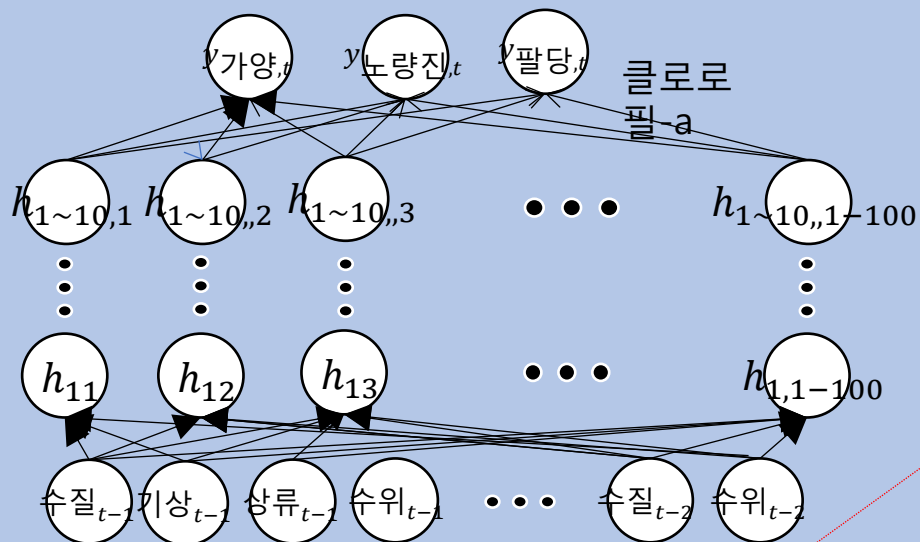 y가양,t y노량진,t y팔당,t
클로로
필-a
h1~10,1 h1~10,,2 h1~10,,3 h1~10,,1−100
h11 h12 h13 h1,1−100
수질t−1 기상t−1 상류t−1 수위t−1 수질t−2 수위t−2